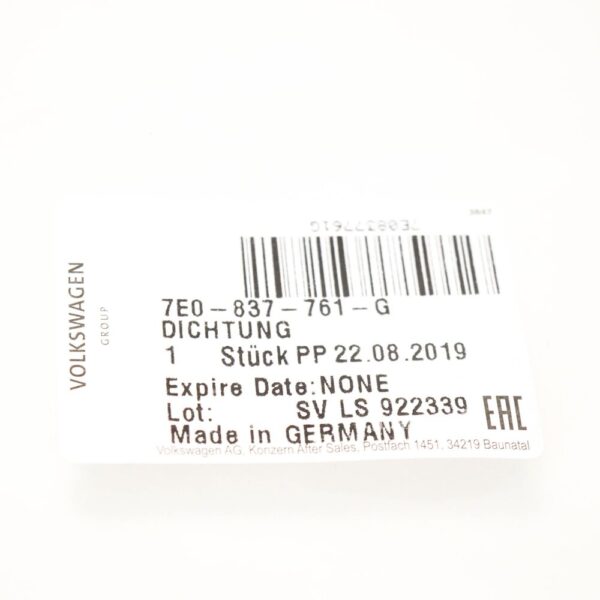 VOLKSWAGEN
GROUP
7E0837761G
7E0-837-761-G
DICHTUNG
1 Stück PP 22.08.2019
Expire Date:NONE
Lot: SV LS 922339
Made in GERMANY
EAC
Volkswagen AG, Konzern After Sales, Postfach 1451, 34219 Baunatal